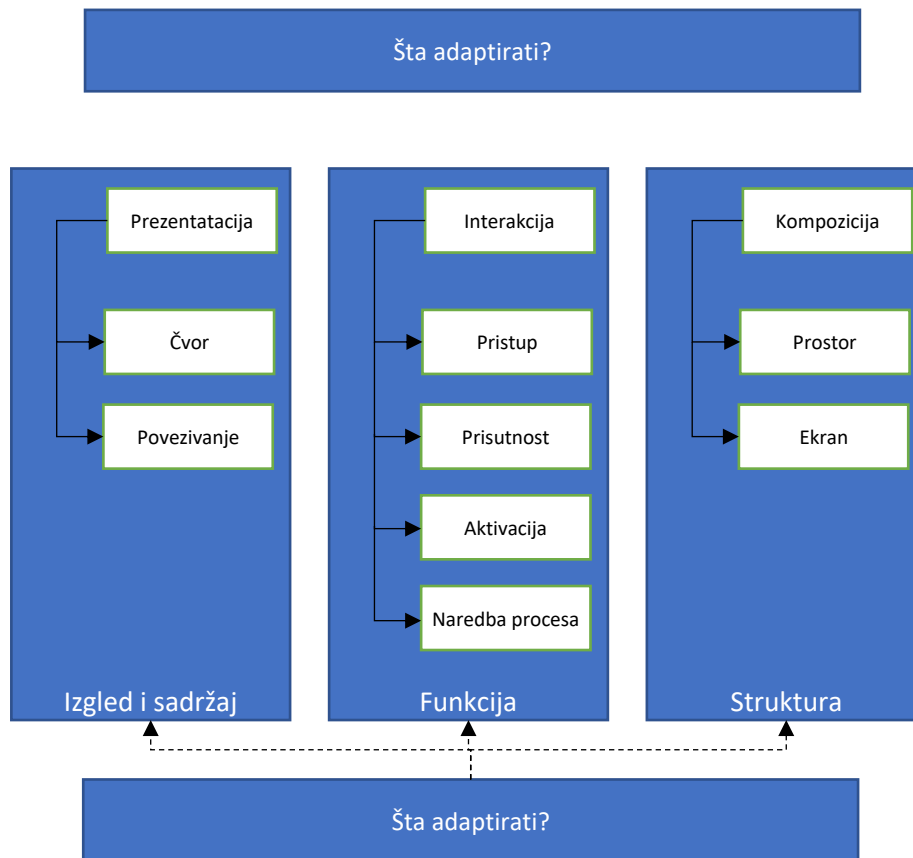 Šta adaptirati?
Prezentatacija
Čvor
Povezivanje
Izgled i sadržaj
Interakcija
Pristup
Prisutnost
Aktivacija
Naredba procesa
Funkcija
Kompozicija
Prostor
Ekran
Struktura
Šta adaptirati?